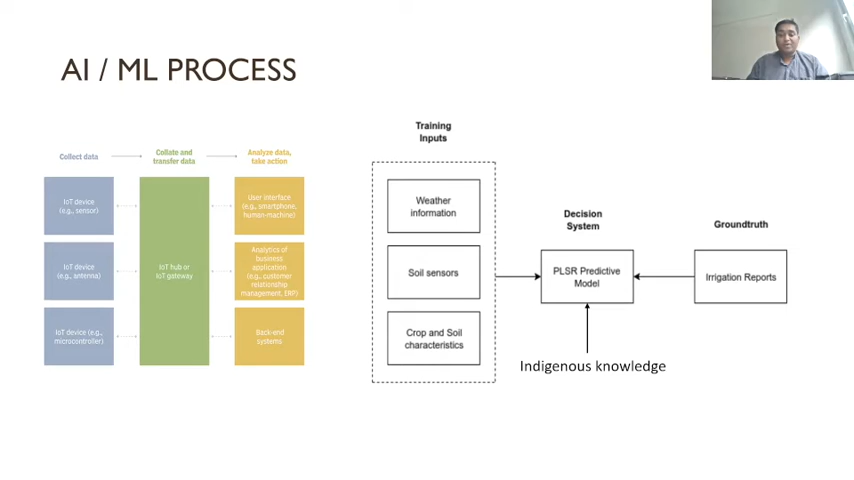 AI / ML PROCESS
Collect data
Collate and
transfer data
Analyze data,
take action
IoT device
(e.g., sensor)
IoT device
(e.g., antenna)
IoT device (e.g.,
microcontroller)
IoT hub or
IoT gateway
User interface
(e.g., smartphone,
human-machine)
Analytics of
business
application
(e.g., customer
relationship
management, ERP)
Back-end
systems
Training
Inputs
Weather
information
Soil sensors
Crop and Soil
characteristics
Decision
System
PLSR Predictive
Model
Indigenous knowledge
Groundtruth
Irrigation Reports